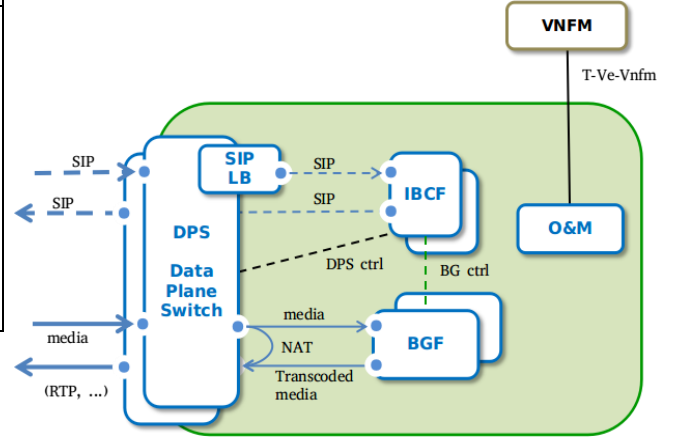 VNFM
T-Ve-Vnfm
SIP
SIP
LB
SIP
IBCF
SIP
SIP
O&M
DPS
Data
Plane
Switch
DPS ctrl
BG ctrl
media
media
NAT
BGF
Transcoded
media
(RTP, ...)